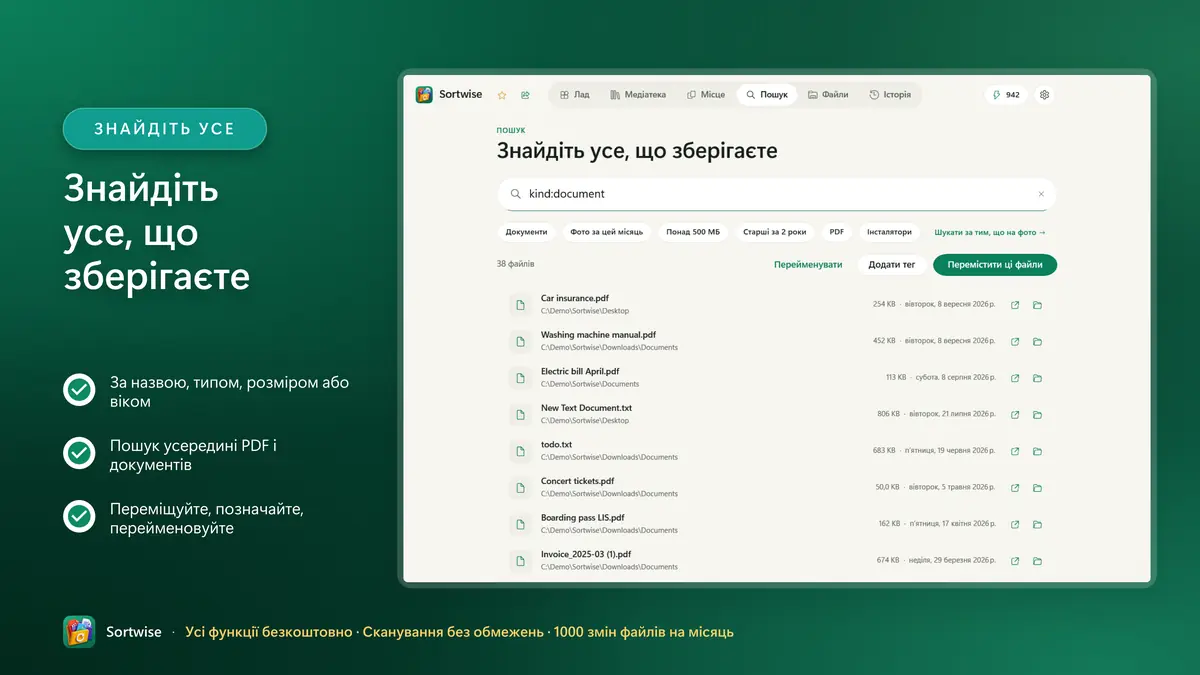 ЗНАЙДІТЬ УСЕ
Знайдіть
усе, що
зберігаєте
За назвою, типом, розміром або
віком
Пошук усередині PDF і
документів
Переміщуйте, позначайте,
перейменовуйте
Sortwise · Усі функції безкоштовно · Сканування без обмежень · 1000 змін файлів на місяць
Sortwise Лад Медіатека Місце Пошук Файли Історія 942
ПОШУК
Знайдіть усе, що зберігаєте
kind:document ×
Документи Фото за цей місяць Понад 500 МБ Старші за 2 роки PDF Інсталятори Шукати за тим, що на фото →
38 файлів Перейменувати Додати тег Перемістити ці файли
Car insurance.pdf
C:\Demo\Sortwise\Desktop
254 KB · вівторок, 8 вересня 2026 р.
Washing machine manual.pdf
C:\Demo\Sortwise\Downloads\Documents
452 KB · вівторок, 8 вересня 2026 р.
Electric bill April.pdf
C:\Demo\Sortwise\Documents
113 KB · субота, 8 серпня 2026 р.
New Text Document.txt
C:\Demo\Sortwise\Desktop
806 KB · вівторок, 21 липня 2026 р.
todo.txt
C:\Demo\Sortwise\Downloads\Documents
683 KB · п'ятниця, 19 червня 2026 р.
Concert tickets.pdf
C:\Demo\Sortwise\Downloads\Documents
50,0 KB · вівторок, 5 травня 2026 р.
Boarding pass LIS.pdf
C:\Demo\Sortwise\Downloads\Documents
162 KB · п'ятниця, 17 квітня 2026 р.
Invoice_2025-03 (1).pdf
C:\Demo\Sortwise\Downloads\Documents
674 KB · неділя, 29 березня 2026 р.